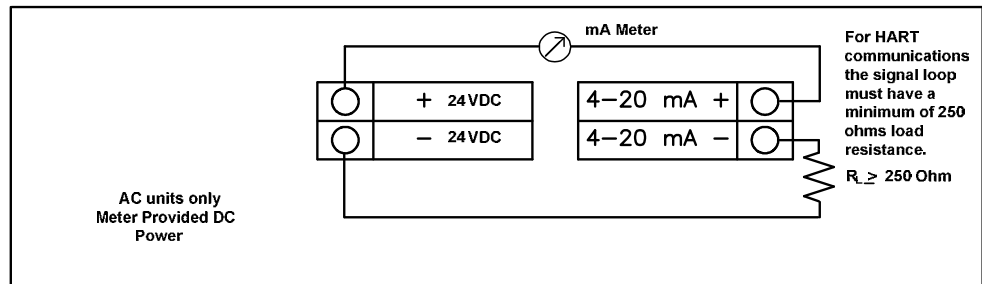 mA Meter
For HART
communications
the signal loop
must have a
minimum of 250
ohms load
resistance.
+ 24VDC
4-20 mA +
- 24VDC
4-20 mA -
RL ≥ 250 Ohm
AC units only
Meter Provided DC
Power